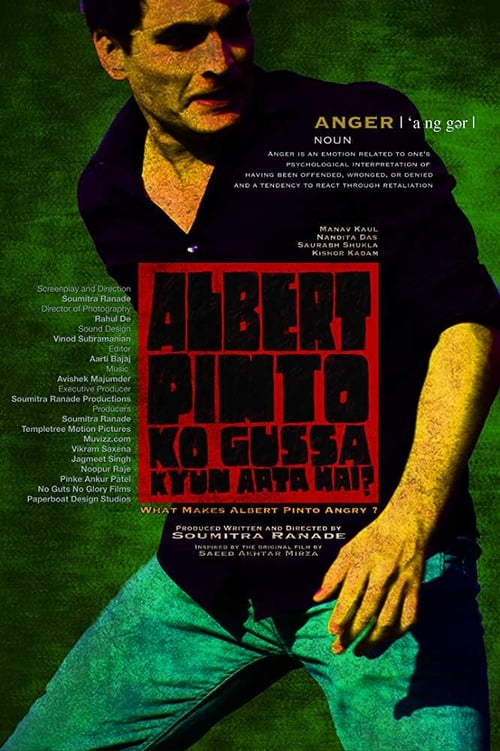 ANGER | 'a ng gər |
NOUN
ANGER IS AN EMOTION RELATED TO ONE'S
PSYCHOLOGICAL INTERPRETATION OF
HAVING BEEN OFFENDED, WRONGED, OR DENIED
AND A TENDENCY TO REACT THROUGH RETALIATION
MANAV KAUL
NANDITA DAS
SAURABH SHUKLA
KISHOR KADAM
ALBERT
PINTO
KO GUSSA
KYUN AATA HAI?
Screenplay and Direction
Soumitra Ranade
Director of Photography
Rahul De
Sound Design
Vinod Subramanian
Editor
Aarti Bajaj
Music
Avishek Majumder
Executive Producer
Soumitra Ranade Productions
Producers
Soumitra Ranade
Templetree Motion Pictures
Muvizz.com
Vikram Saxena
Jagmeet Singh
Noopur Raje
Pinke Ankur Patel
No Guts No Glory Films
Paperboat Design Studios
WHAT MAKES ALBERT PINTO ANGRY ?
PRODUCED WRITTEN AND DIRECTED BY
SOUMITRA RANADE
INSPIRED BY THE ORIGINAL FILM BY
SAEED AKHTAR MIRZA